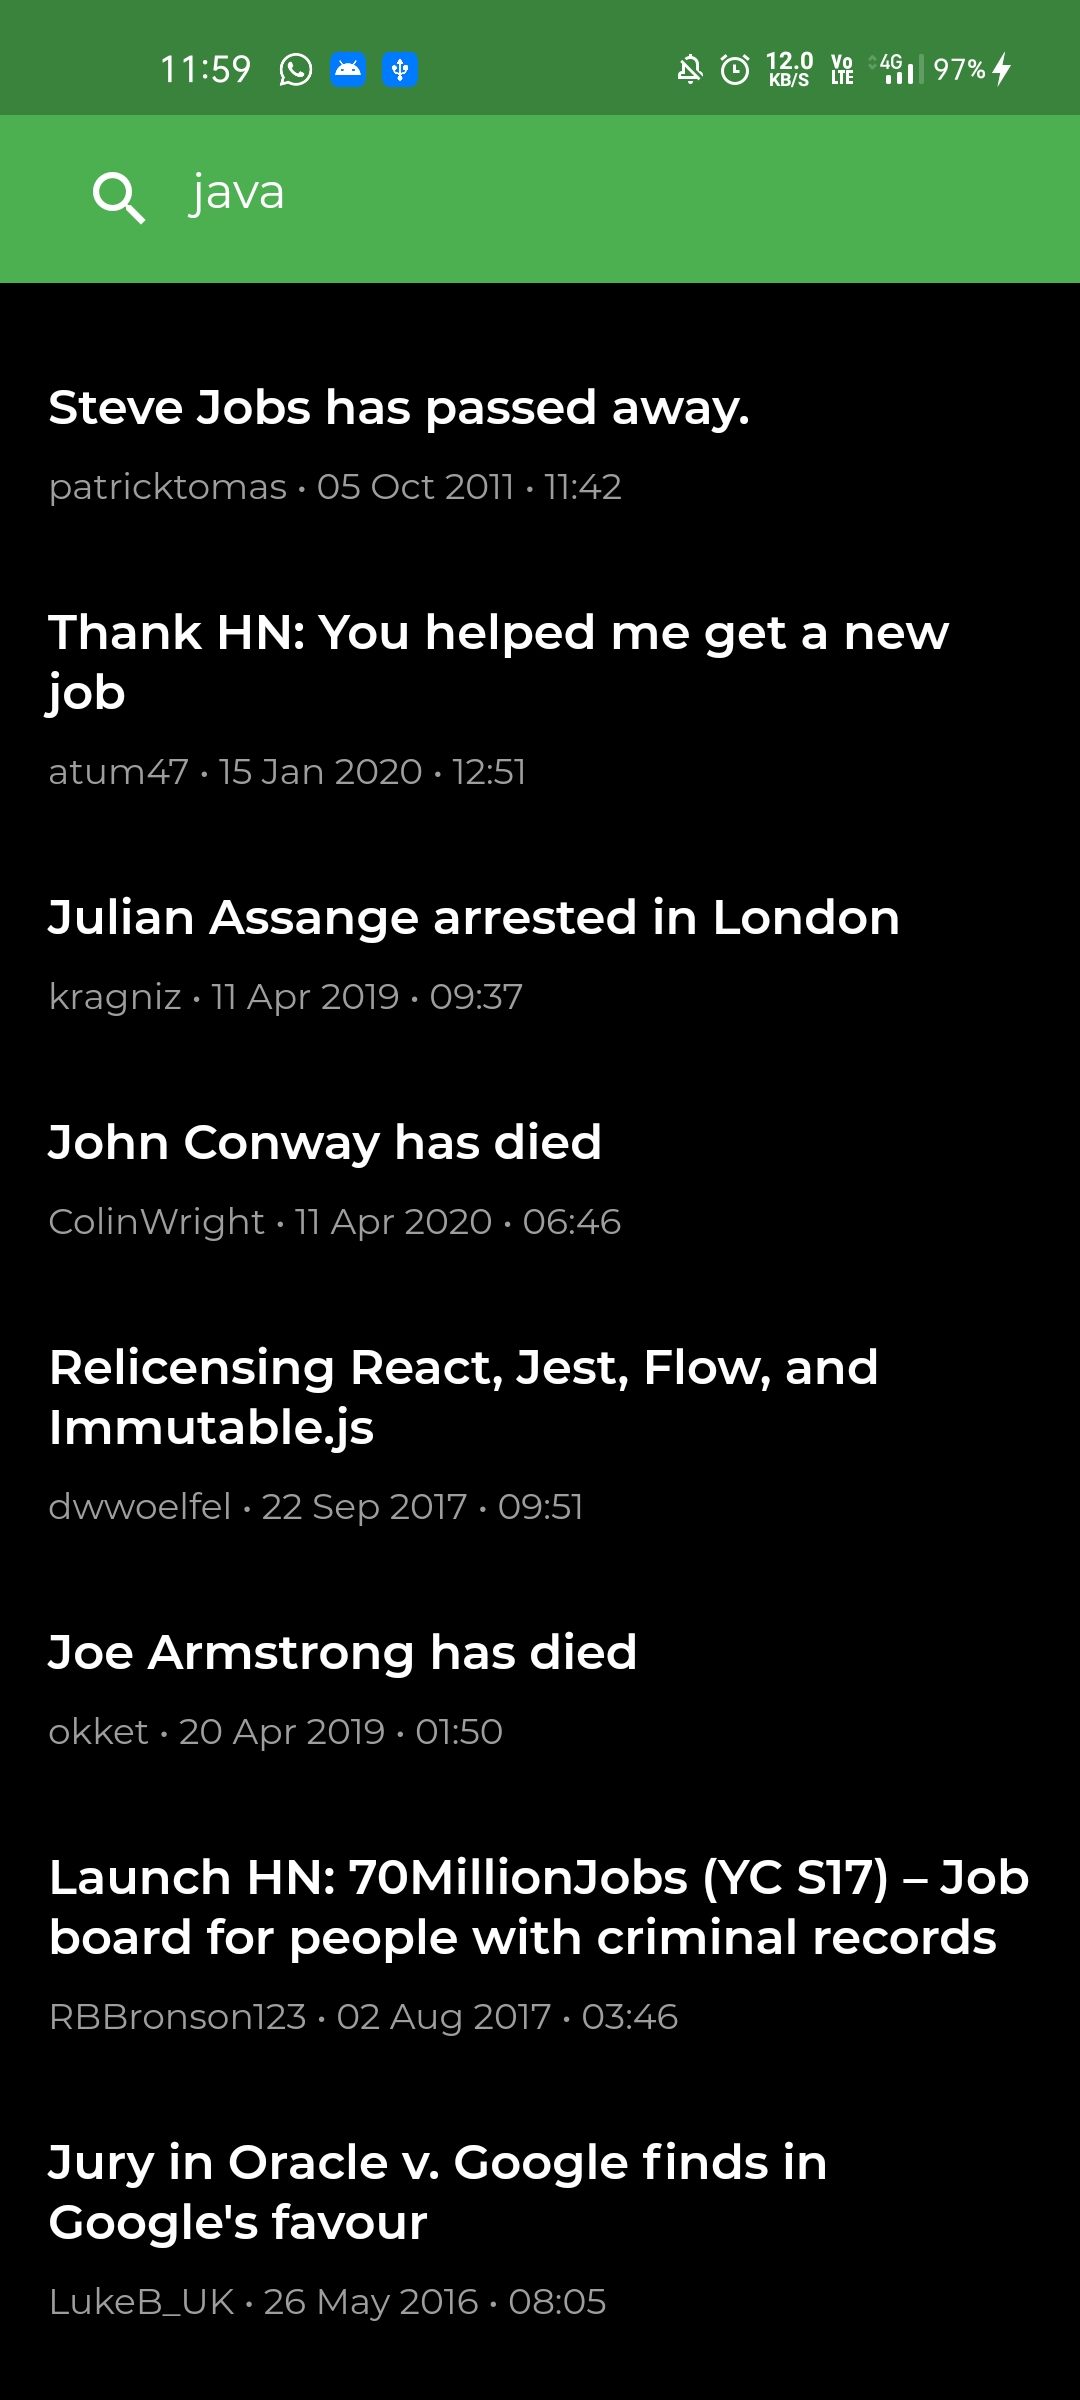 11:59 12.0 KB/S Vo LTE 4G 97%
java
Steve Jobs has passed away.
patricktomas • 05 Oct 2011 • 11:42
Thank HN: You helped me get a new
job
atum47 • 15 Jan 2020 • 12:51
Julian Assange arrested in London
kragniz • 11 Apr 2019 • 09:37
John Conway has died
ColinWright • 11 Apr 2020 • 06:46
Relicensing React, Jest, Flow, and
Immutable.js
dwwoelfel • 22 Sep 2017 • 09:51
Joe Armstrong has died
okket • 20 Apr 2019 • 01:50
Launch HN: 70MillionJobs (YC S17) – Job
board for people with criminal records
RBBronson123 • 02 Aug 2017 • 03:46
Jury in Oracle v. Google finds in
Google's favour
LukeB_UK • 26 May 2016 • 08:05